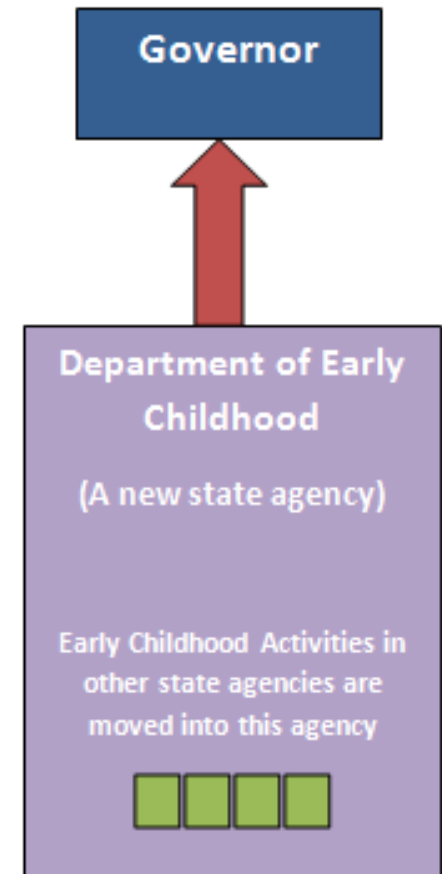 Governor
Department of Early
Childhood
(A new state agency)
Early Childhood Activities in
other state agencies are
moved into this agency